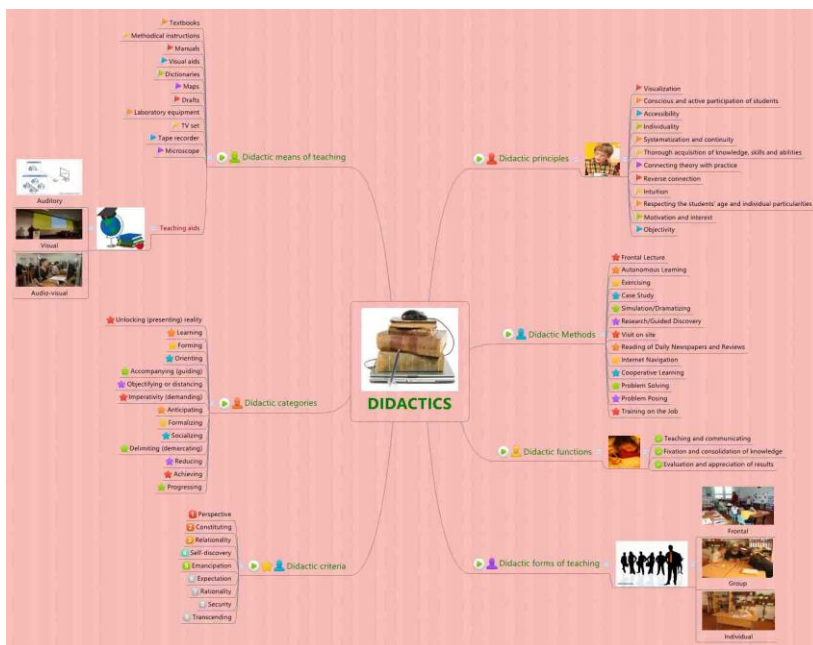 Textbooks
Methodical instructions
Manuals
Visual aids
Dictionaries
Maps
Drafts
Laboratory equipment
TV set
Tape recorder
Microscope
Didactic means of teaching
Auditory
Visual
Audio-visual
Teaching aids
Unlocking (presenting) reality
Learning
Forming
Orienting
Accompanying (guiding)
Objectifying or distancing
Imperativity (demanding)
Anticipating
Formalizing
Socializing
Delimiting (demarcating)
Reducing
Achieving
Progressing
Didactic categories
Perspective
Constituting
Relationality
Self-discovery
Emancipation
Expectation
Rationality
Security
Transcending
Didactic criteria
DIDACTICS
Didactic principles
Visualization
Conscious and active participation of students
Accessibility
Individuality
Systematization and continuity
Thorough acquisition of knowledge, skills and abilities
Connecting theory with practice
Reverse connection
Intuition
Respecting the students' age and individual particularities
Motivation and interest
Objectivity
Didactic Methods
Frontal Lecture
Autonomous Learning
Exercising
Case Study
Simulation/Dramatizing
Research/Guided Discovery
Visit on site
Reading of Daily Newspapers and Reviews
Internet Navigation
Cooperative Learning
Problem Solving
Problem Posing
Training on the Job
Didactic functions
Teaching and communicating
Fixation and consolidation of knowledge
Evaluation and appreciation of results
Didactic forms of teaching
Frontal
Group
Individual